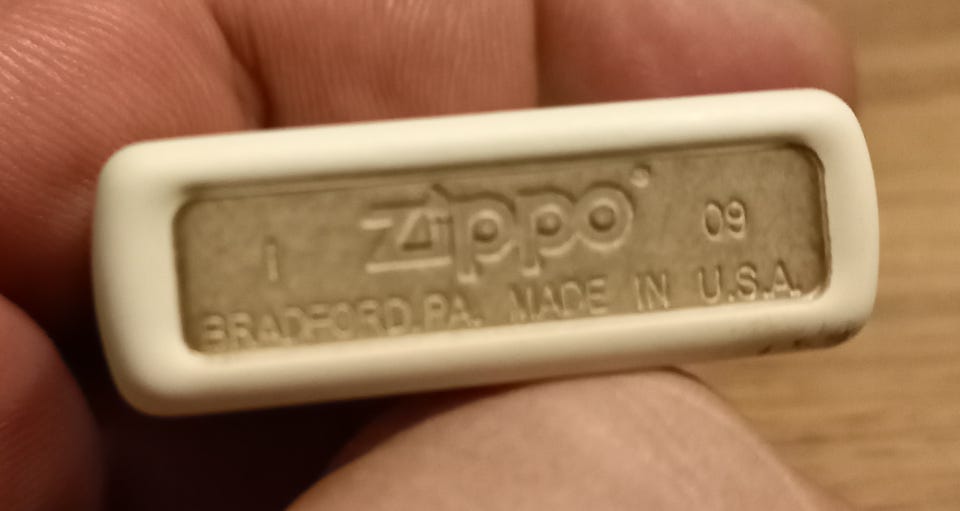 I Zippo 09
BRADFORD, PA. MADE IN U.S.A.